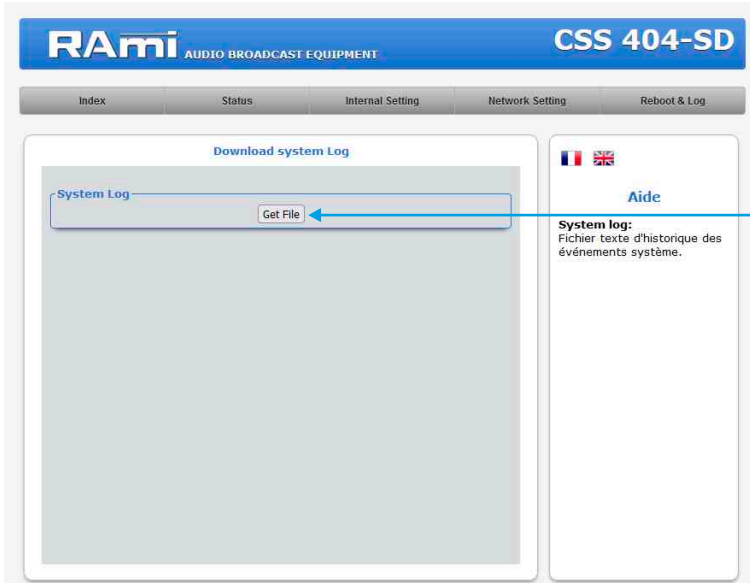 RAmi AUDIO BROADCAST EQUIPMENT CSS 404-SD
Index Status Internal Setting Network Setting Reboot & Log
Download system Log
System Log
Get File
Aide
System log:
Fichier texte d'historique des
événements système.